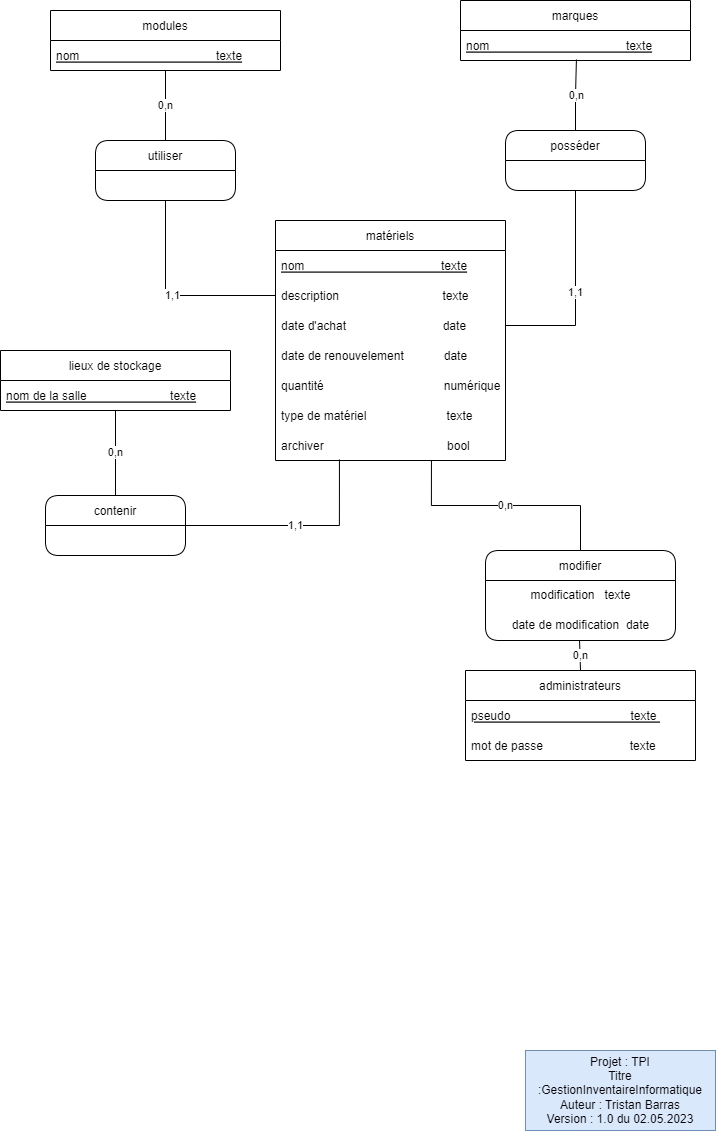 modules
nom texte
marques
nom texte
0,n
0,n
utiliser
posséder
matériels
nom texte
description texte
date d'achat date
date de renouvelement date
quantité numérique
type de matériel texte
archiver bool
1,1
1,1
lieux de stockage
nom de la salle texte
0,n
contenir
1,1
0,n
modifier
modification texte
date de modification date
0,n
administrateurs
pseudo texte
mot de passe texte
Projet : TPI
Titre
:GestionInventaireInformatique
Auteur : Tristan Barras
Version : 1.0 du 02.05.2023